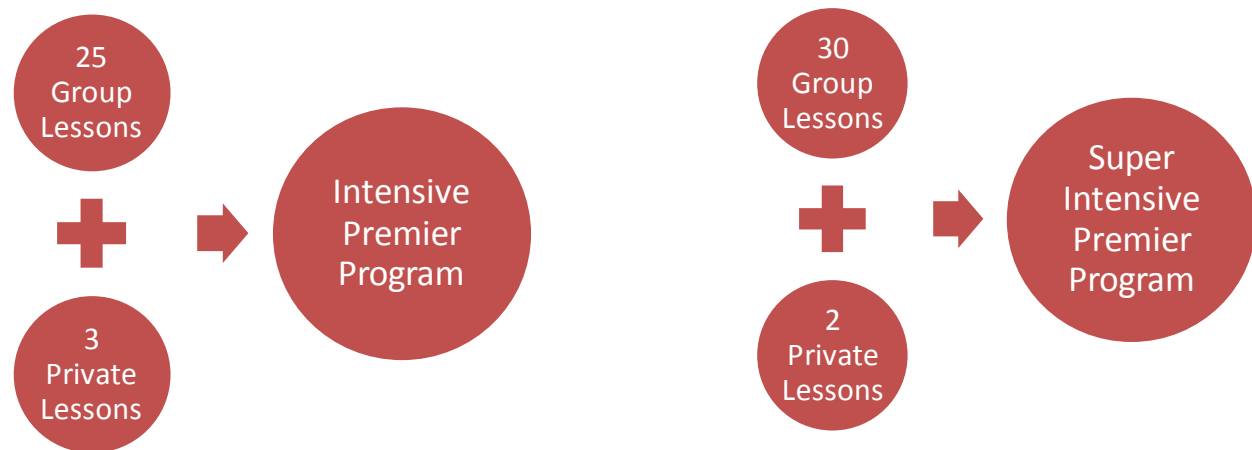 25
Group
Lessons
3
Private
Lessons
Intensive
Premier
Program
30
Group
Lessons
2
Private
Lessons
Super
Intensive
Premier
Program